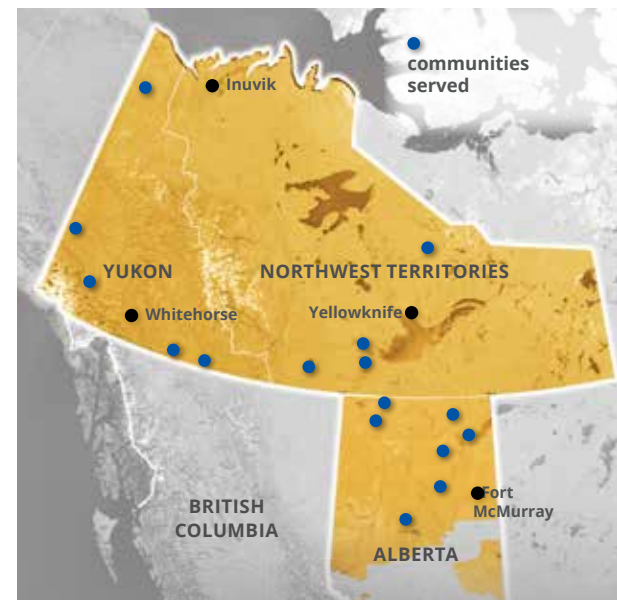 communities
served
Inuvik
YUKON
NORTHWEST TERRITORIES
Whitehorse
Yellowknife
Fort
McMurray
BRITISH
COLUMBIA
ALBERTA